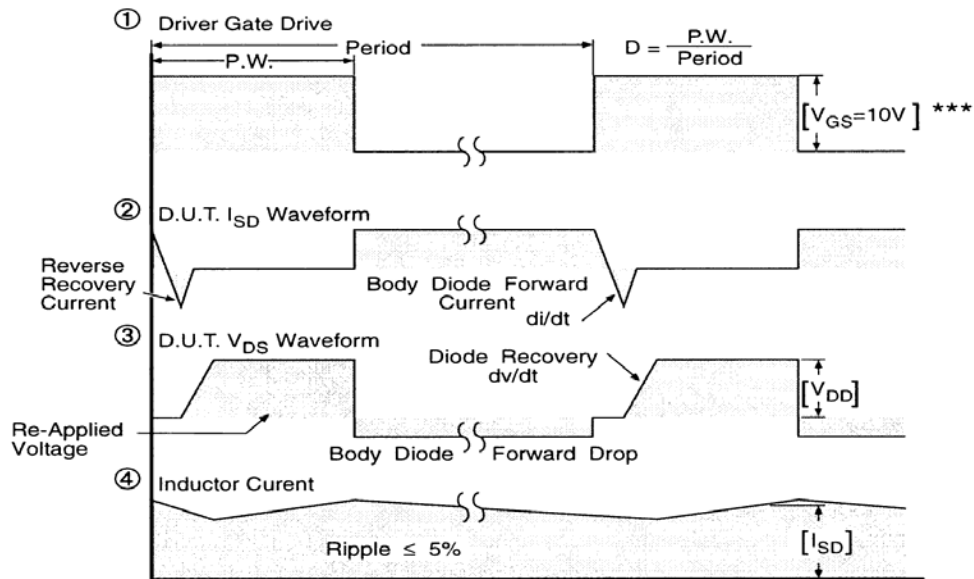 ① Driver Gate Drive
Period
P.W.
D = P.W. / Period
[VGS=10V] ***
② D.U.T. ISD Waveform
Reverse
Recovery
Current
Body Diode Forward
Current
di/dt
③ D.U.T. VDS Waveform
Diode Recovery
dv/dt
[VDD]
Re-Applied
Voltage
Body Diode Forward Drop
④ Inductor Curent
Ripple ≤ 5%
[ISD]